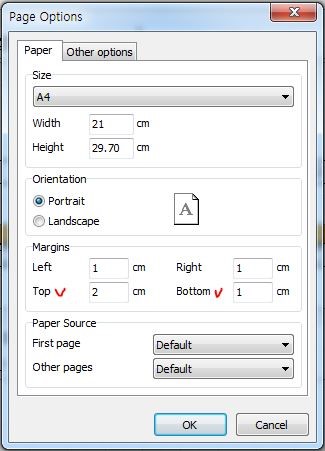 Page Options
Paper Other options
Size
A4
Width 21 cm
Height 29.70 cm
Orientation
Portrait
A
Landscape
Margins
Left 1 cm Right 1 cm
Top 2 cm Bottom 1 cm
Paper Source
First page Default
Other pages Default
OK Cancel